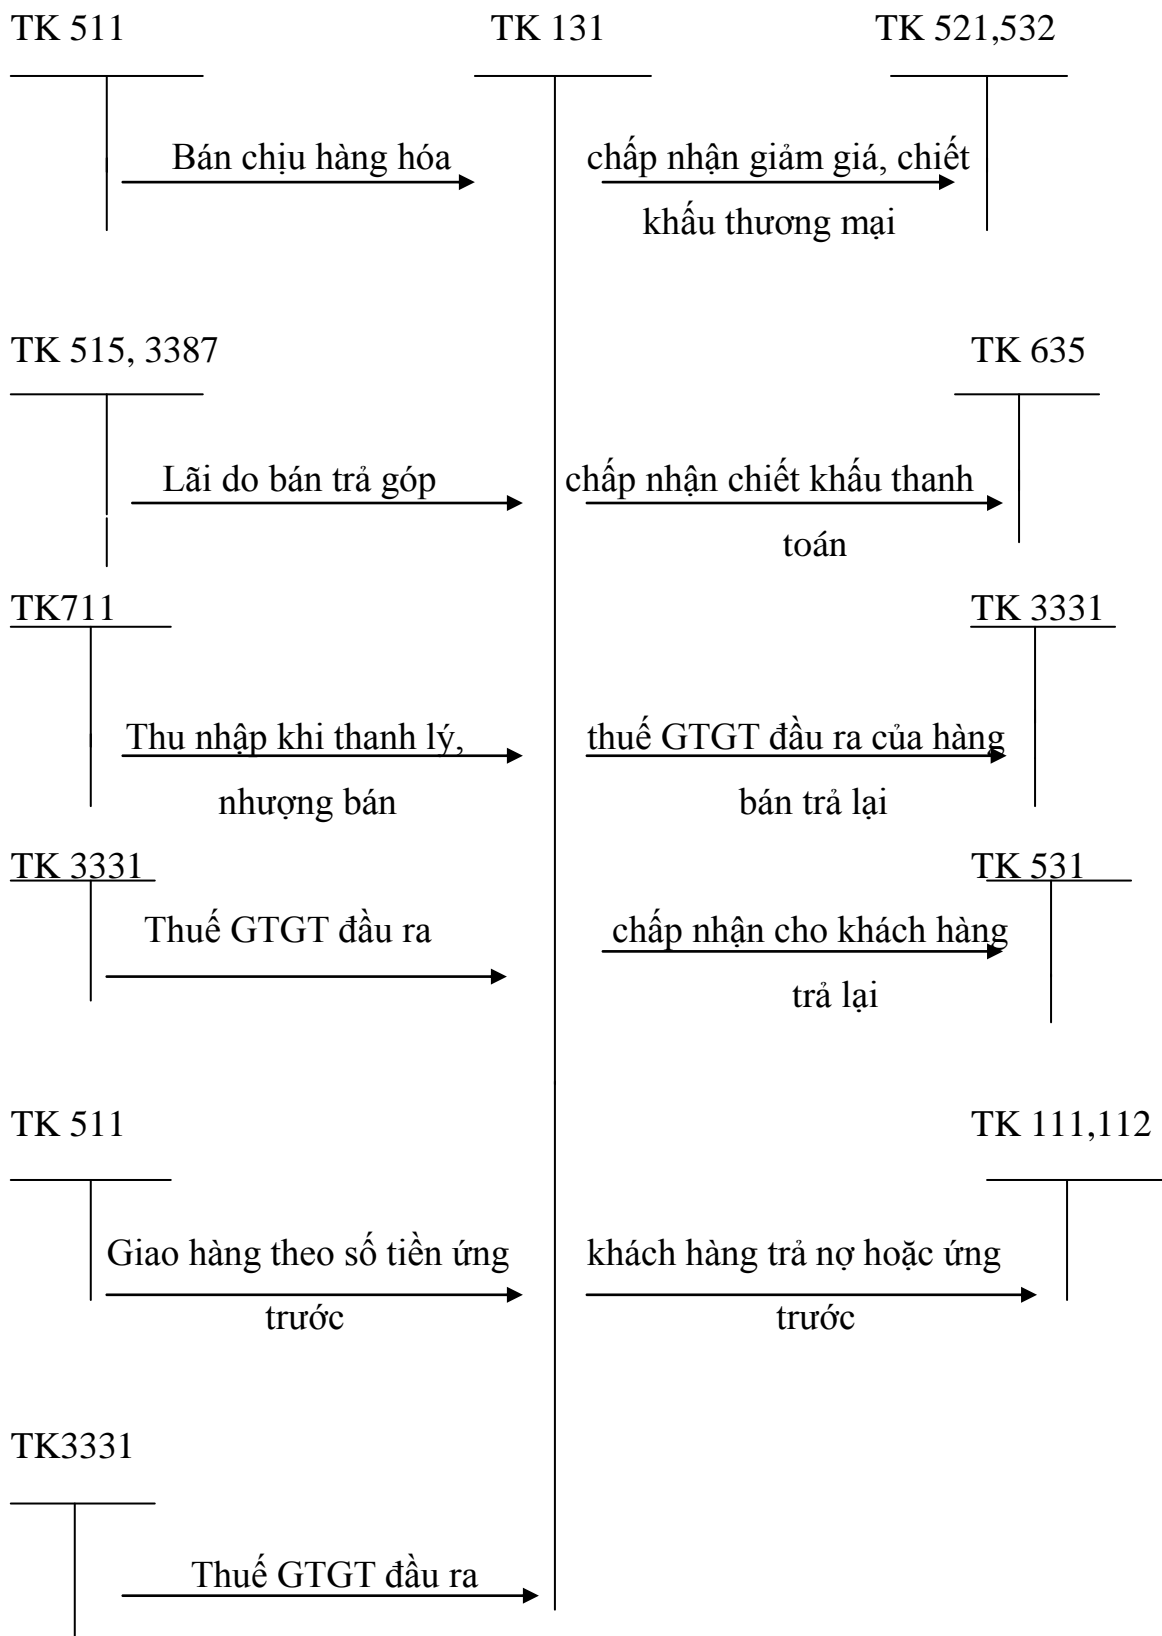 TK 511 TK 131 TK 521,532
Bán chịu hàng hóa chấp nhận giảm giá, chiết
khấu thương mại
TK 515, 3387 TK 635
Lãi do bán trả góp chấp nhận chiết khấu thanh
toán
TK711 TK 3331
Thu nhập khi thanh lý, thuế GTGT đầu ra của hàng
nhượng bán bán trả lại
TK 3331 TK 531
Thuế GTGT đầu ra chấp nhận cho khách hàng
trả lại
TK 511 TK 111,112
Giao hàng theo số tiền ứng khách hàng trả nợ hoặc ứng
trước trước
TK3331
Thuế GTGT đầu ra